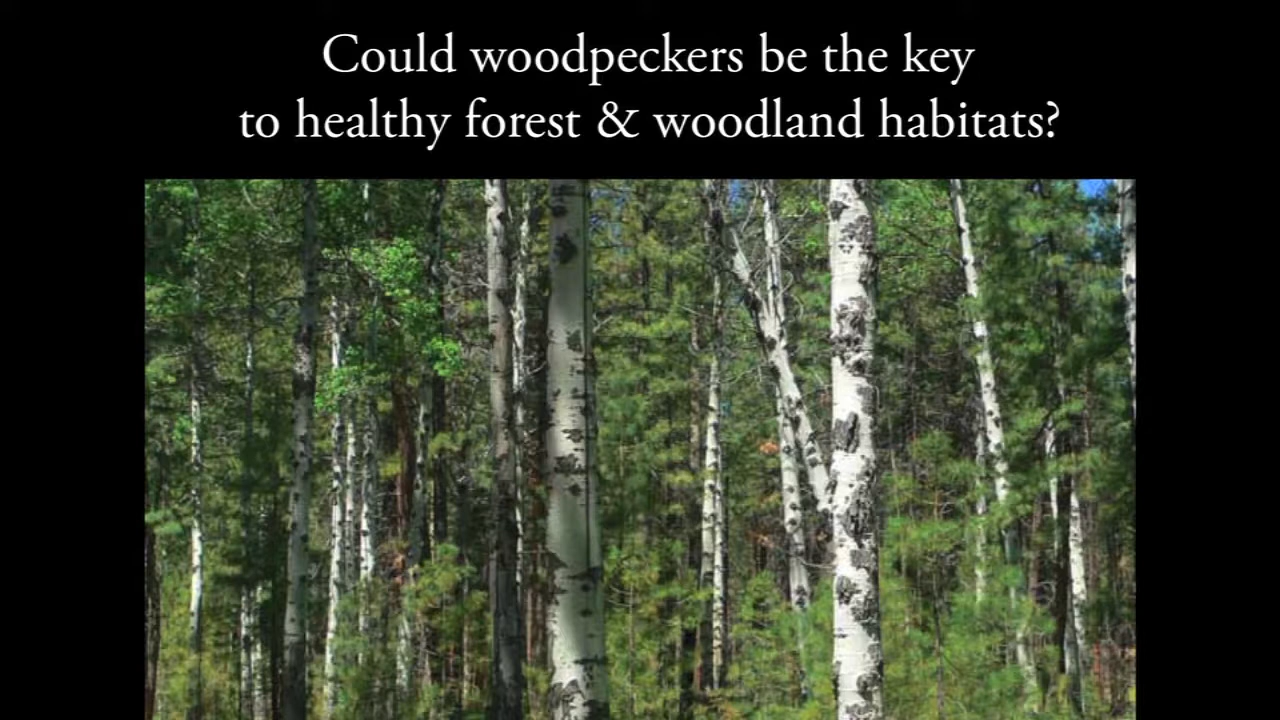 Could woodpeckers be the key
to healthy forest & woodland habitats?